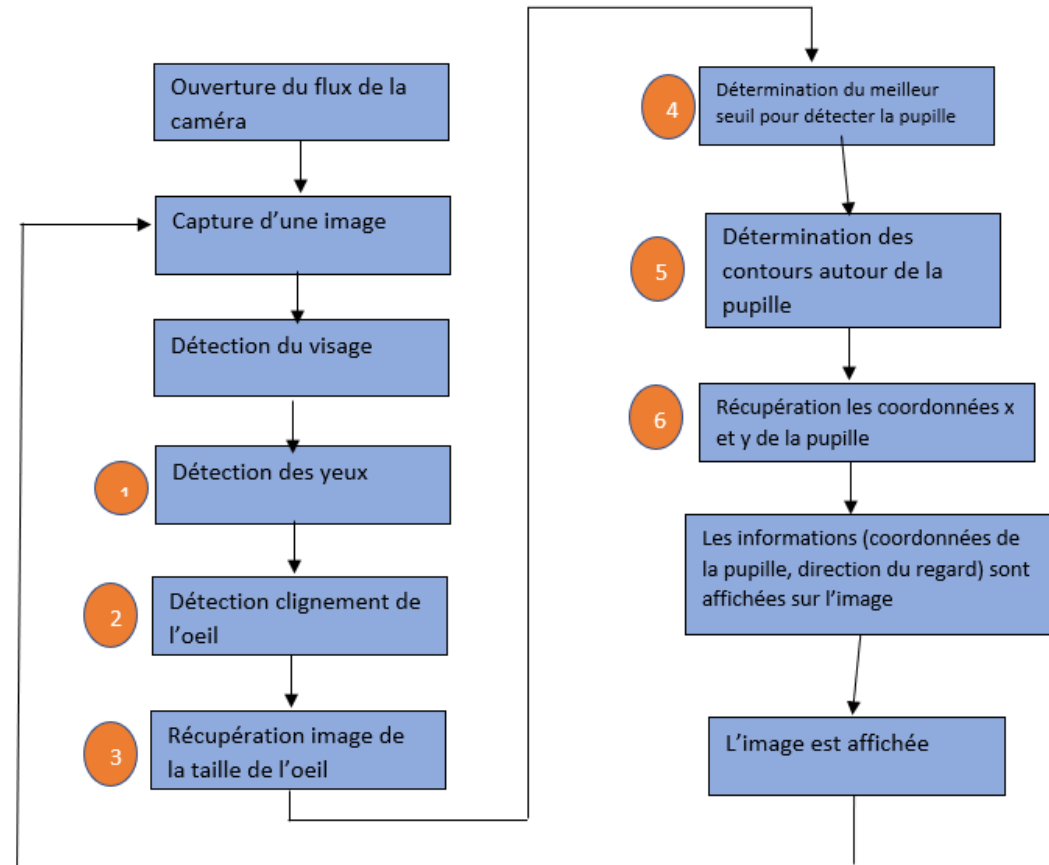 Ouverture du flux de la
caméra
Capture d'une image
Détection du visage
1
Détection des yeux
2
Détection clignement de
l'oeil
3
Récupération image de
la taille de l'oeil
4
Détermination du meilleur
seuil pour détecter la pupille
5
Détermination des
contours autour de la
pupille
6
Récupération les coordonnées x
et y de la pupille
Les informations (coordonnées de
la pupille, direction du regard) sont
affichées sur l'image
L'image est affichée